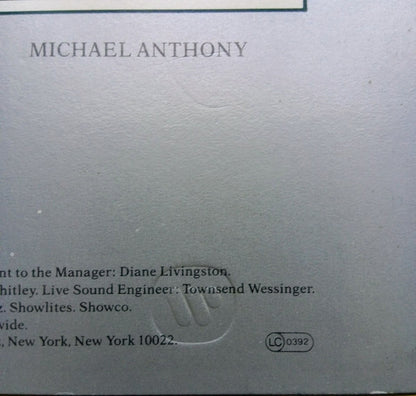 MICHAEL ANTHONY
nt to the Manager: Diane Livingston.
hitley. Live Sound Engineer: Townsend Wessinger.
z. Showlites. Showco.
wide.
, New York, New York 10022.
LC 0392